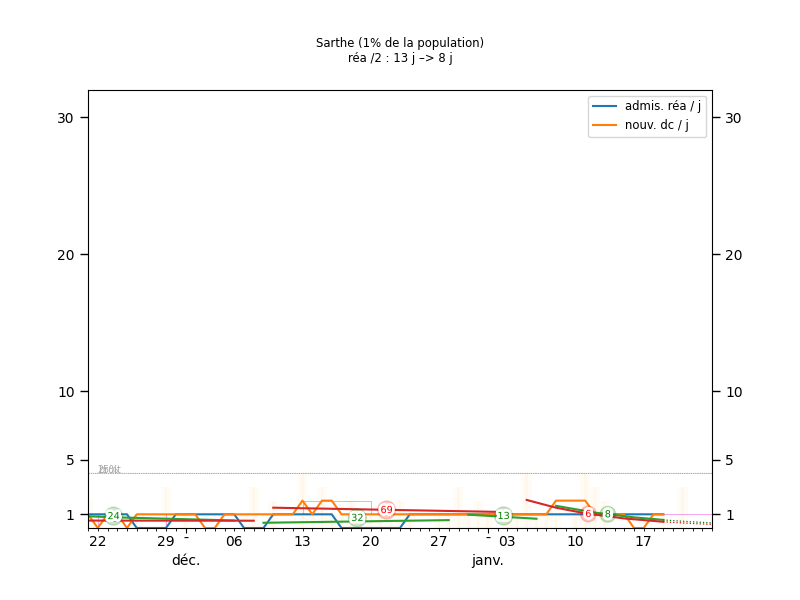 Sarthe (1% de la population)
réa /2 : 13 j –> 8 j
admis. réa / j
nouv. dc / j
30 30
20 20
10 10
5 5
1 1
24 32 69 13 6 8
22 29 - 06 13 20 27 - 03 10 17
déc. janv.